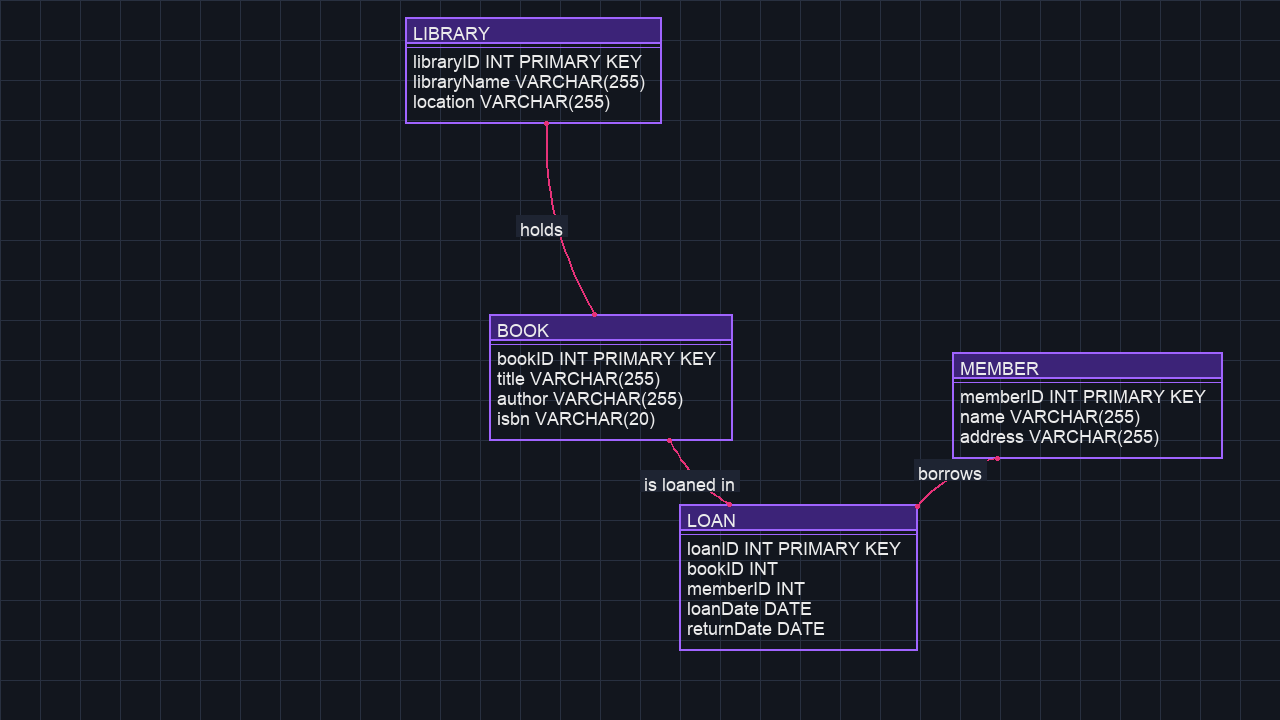 LIBRARY
libraryID INT PRIMARY KEY
libraryName VARCHAR(255)
location VARCHAR(255)
holds
BOOK
bookID INT PRIMARY KEY
title VARCHAR(255)
author VARCHAR(255)
isbn VARCHAR(20)
MEMBER
memberID INT PRIMARY KEY
name VARCHAR(255)
address VARCHAR(255)
is loaned in
borrows
LOAN
loanID INT PRIMARY KEY
bookID INT
memberID INT
loanDate DATE
returnDate DATE